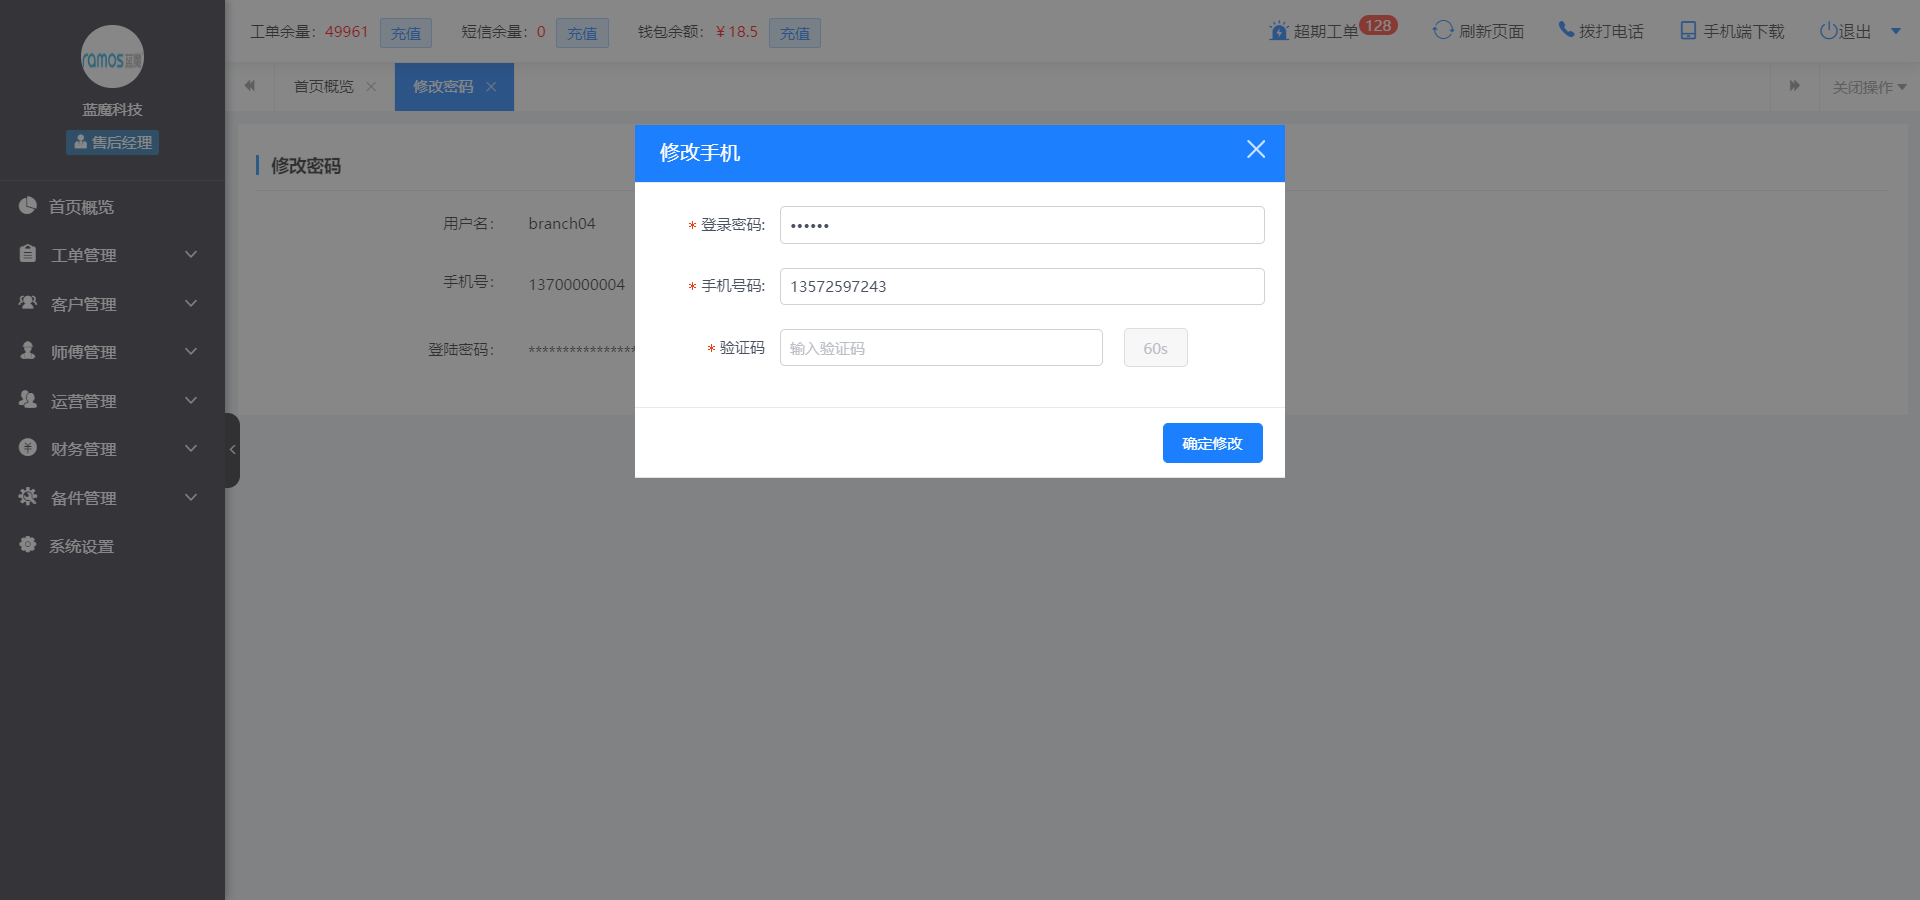 工单余量: 49961 充值 短信余量: 0 充值 钱包余额: ¥18.5 充值 超期工单 128 刷新页面 拨打电话 手机端下载 退出
ramos蓝魔
蓝魔科技
售后经理
首页概览
工单管理
客户管理
师傅管理
运营管理
财务管理
备件管理
系统设置
首页概览 修改密码 关闭操作
修改密码
用户名: branch04
手机号: 13700000004
登陆密码: ****************
修改手机
* 登录密码: ••••••
* 手机号码: 13572597243
* 验证码 输入验证码 60s
确定修改